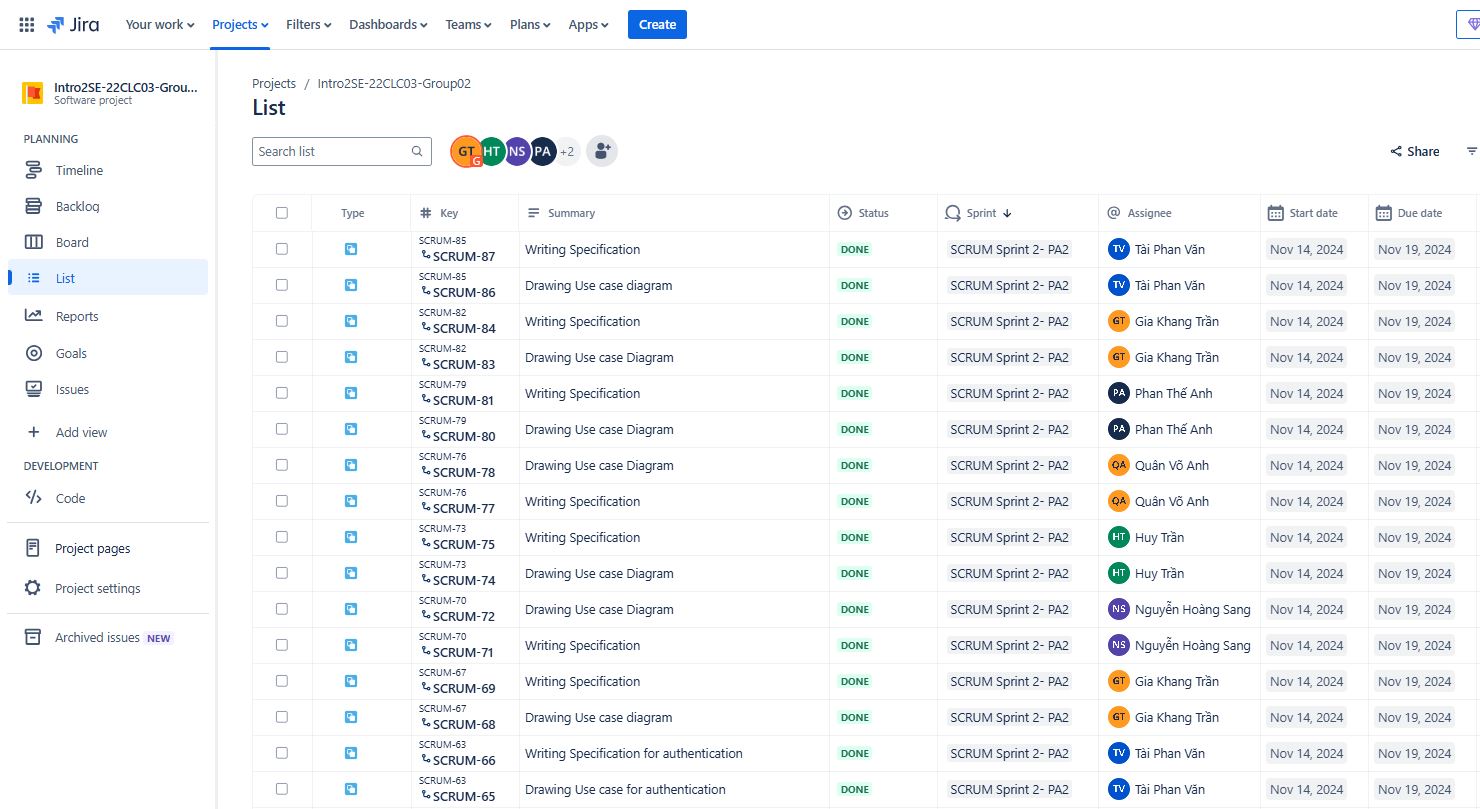 Jira Your work Projects Filters Dashboards Teams Plans Apps Create
Intro2SE-22CLC03-Grou...
Software project
PLANNING
Timeline
Backlog
Board
List
Reports
Goals
Issues
Add view
DEVELOPMENT
Code
Project pages
Project settings
Archived issues NEW
Projects / Intro2SE-22CLC03-Group02
List
Search list GT G HT NS PA +2 Share
Type Key Summary Status Sprint Assignee Start date Due date
SCRUM-85
SCRUM-87 Writing Specification DONE SCRUM Sprint 2- PA2 TV Tài Phan Văn Nov 14, 2024 Nov 19, 2024
SCRUM-85
SCRUM-86 Drawing Use case diagram DONE SCRUM Sprint 2- PA2 TV Tài Phan Văn Nov 14, 2024 Nov 19, 2024
SCRUM-82
SCRUM-84 Writing Specification DONE SCRUM Sprint 2- PA2 GT Gia Khang Trần Nov 14, 2024 Nov 19, 2024
SCRUM-82
SCRUM-83 Drawing Use case Diagram DONE SCRUM Sprint 2- PA2 GT Gia Khang Trần Nov 14, 2024 Nov 19, 2024
SCRUM-79
SCRUM-81 Writing Specification DONE SCRUM Sprint 2- PA2 PA Phan Thế Anh Nov 14, 2024 Nov 19, 2024
SCRUM-79
SCRUM-80 Drawing Use case Diagram DONE SCRUM Sprint 2- PA2 PA Phan Thế Anh Nov 14, 2024 Nov 19, 2024
SCRUM-76
SCRUM-78 Drawing Use case Diagram DONE SCRUM Sprint 2- PA2 QA Quân Võ Anh Nov 14, 2024 Nov 19, 2024
SCRUM-76
SCRUM-77 Writing Specification DONE SCRUM Sprint 2- PA2 QA Quân Võ Anh Nov 14, 2024 Nov 19, 2024
SCRUM-73
SCRUM-75 Writing Specification DONE SCRUM Sprint 2- PA2 HT Huy Trần Nov 14, 2024 Nov 19, 2024
SCRUM-73
SCRUM-74 Drawing Use case Diagram DONE SCRUM Sprint 2- PA2 HT Huy Trần Nov 14, 2024 Nov 19, 2024
SCRUM-70
SCRUM-72 Drawing Use case Diagram DONE SCRUM Sprint 2- PA2 NS Nguyễn Hoàng Sang Nov 14, 2024 Nov 19, 2024
SCRUM-70
SCRUM-71 Writing Specification DONE SCRUM Sprint 2- PA2 NS Nguyễn Hoàng Sang Nov 14, 2024 Nov 19, 2024
SCRUM-67
SCRUM-69 Writing Specification DONE SCRUM Sprint 2- PA2 GT Gia Khang Trần Nov 14, 2024 Nov 19, 2024
SCRUM-67
SCRUM-68 Drawing Use case diagram DONE SCRUM Sprint 2- PA2 GT Gia Khang Trần Nov 14, 2024 Nov 19, 2024
SCRUM-63
SCRUM-66 Writing Specification for authentication DONE SCRUM Sprint 2- PA2 TV Tài Phan Văn Nov 14, 2024 Nov 19, 2024
SCRUM-63
SCRUM-65 Drawing Use case for authentication DONE SCRUM Sprint 2- PA2 TV Tài Phan Văn Nov 14, 2024 Nov 19, 2024